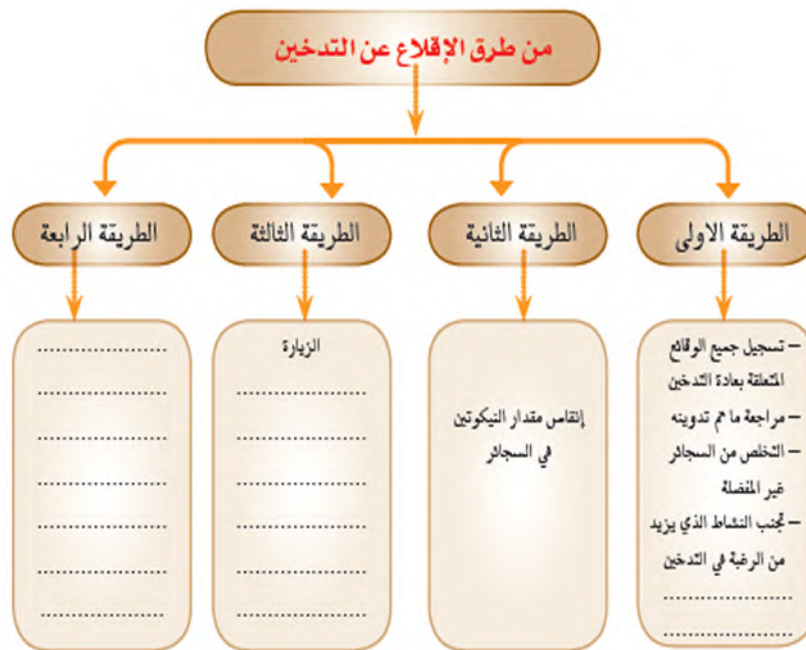 من طرق الإقلاع عن التدخين
الطريقة الاولى
الطريقة الثانية
الطريقة الثالثة
الطريقة الرابعة
– تسجيل جميع الوقائع
المتعلقة بعادة التدخين
– مراجعة ما تم تدوينه
– التخلص من السجائر
غير المفضلة
– تجنب النشاط الذي يزيد
من الرغبة في التدخين
..................
..................
إنقاص مقدار النيكوتين
في السجائر
الزيارة
..................
..................
..................
..................
..................
..................
..................
..................
..................
..................
..................
..................
..................